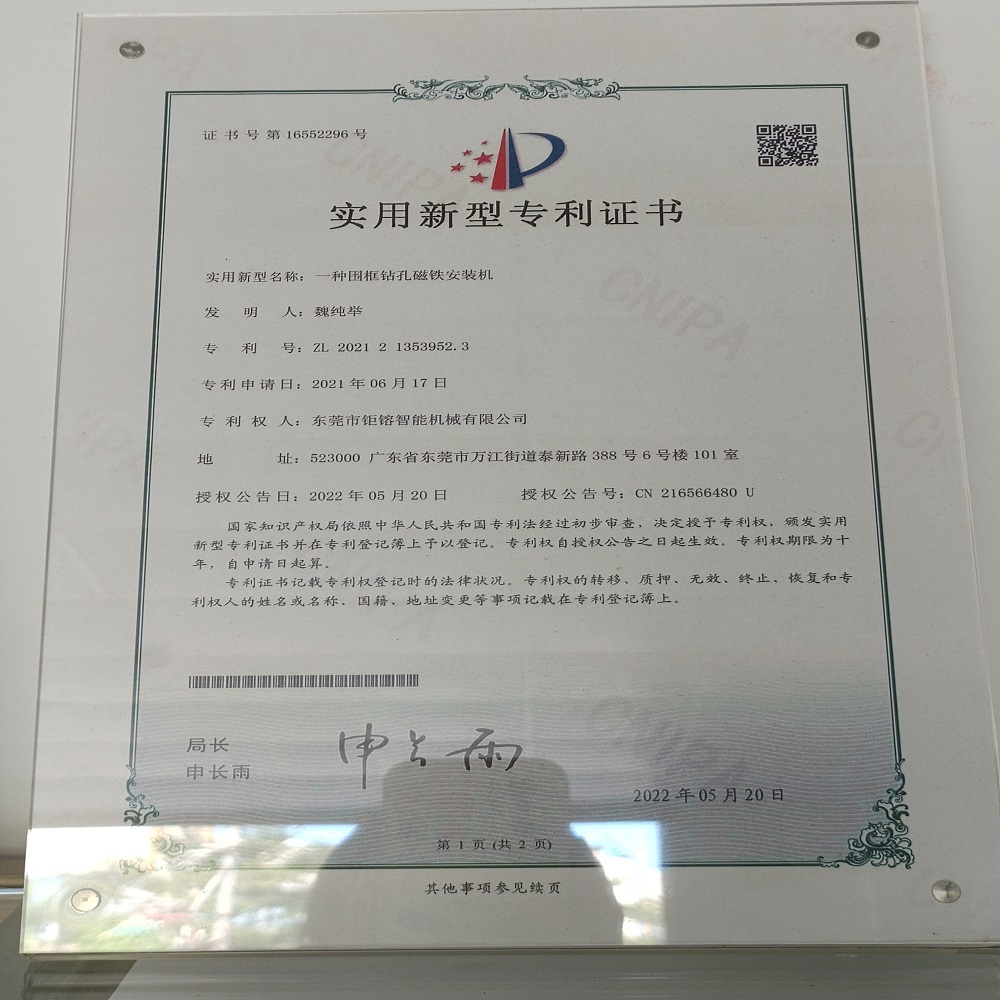 证书号第16552296号
实用新型专利证书
实用新型名称：一种围框钻孔磁铁安装机
发明人：魏纯举
专利号：ZL 2021 2 1353952.3
专利申请日：2021年06月17日
专利权人：东莞市钜镕智能机械有限公司
地址：523000 广东省东莞市万江街道泰新路388号6号楼101室
授权公告日：2022年05月20日 授权公告号：CN 216566480 U
国家知识产权局依照中华人民共和国专利法经过初步审查，决定授予专利权，颁发实用
新型专利证书并在专利登记簿上予以登记。专利权自授权公告之日起生效。专利权期限为十
年，自申请日起算。
专利证书记载专利权登记时的法律状况。专利权的转移、质押、无效、终止、恢复和专
利权人的姓名或名称、国籍、地址变更等事项记载在专利登记簿上。
局长
申长雨
申长雨
2022年05月20日
第 1 页 (共 2 页)
其他事项参见续页
CNIPA
CNIPA
CNIPA